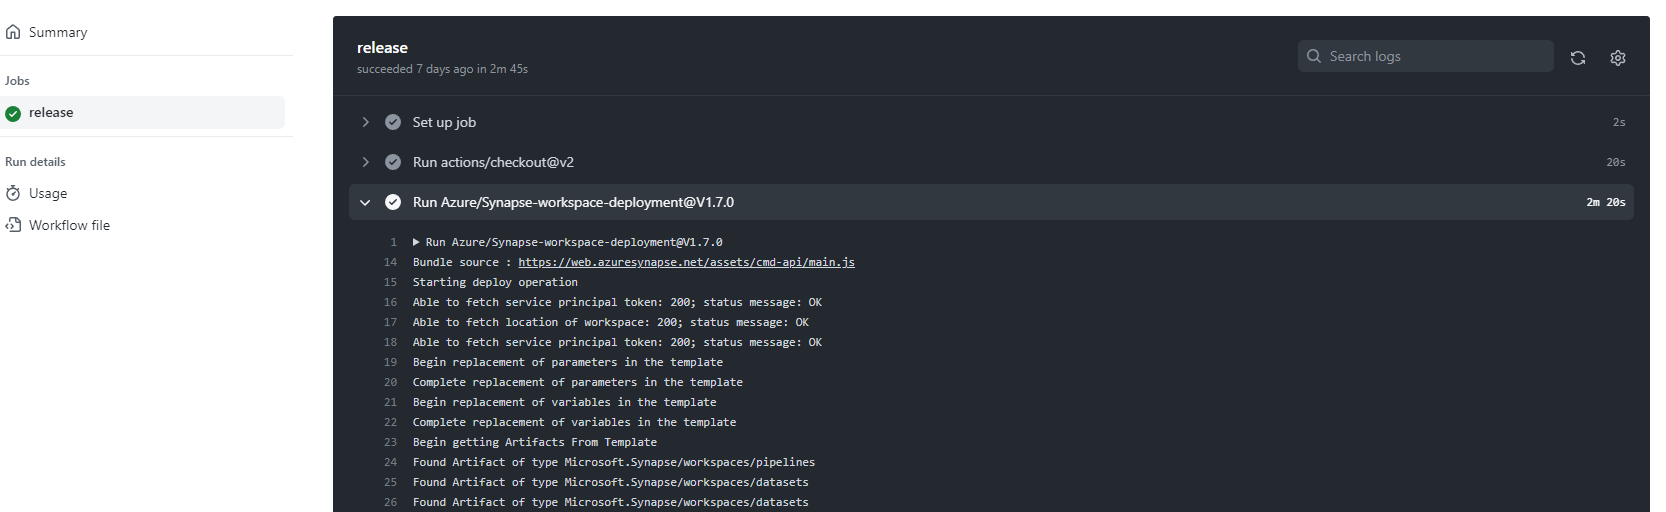 Summary
Jobs
release
Run details
Usage
Workflow file
release
succeeded 7 days ago in 2m 45s
Search logs
Set up job 2s
Run actions/checkout@v2 20s
Run Azure/Synapse-workspace-deployment@V1.7.0 2m 20s
1 Run Azure/Synapse-workspace-deployment@V1.7.0
14 Bundle source : https://web.azuresynapse.net/assets/cmd-api/main.js
15 Starting deploy operation
16 Able to fetch service principal token: 200; status message: OK
17 Able to fetch location of workspace: 200; status message: OK
18 Able to fetch service principal token: 200; status message: OK
19 Begin replacement of parameters in the template
20 Complete replacement of parameters in the template
21 Begin replacement of variables in the template
22 Complete replacement of variables in the template
23 Begin getting Artifacts From Template
24 Found Artifact of type Microsoft.Synapse/workspaces/pipelines
25 Found Artifact of type Microsoft.Synapse/workspaces/datasets
26 Found Artifact of type Microsoft.Synapse/workspaces/datasets